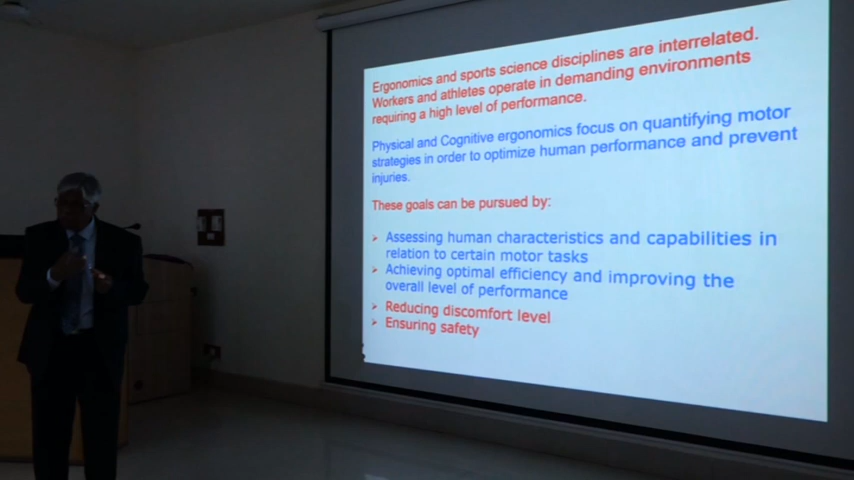 Ergonomics and sports science disciplines are interrelated.
Workers and athletes operate in demanding environments
requiring a high level of performance.
Physical and Cognitive ergonomics focus on quantifying motor
strategies in order to optimize human performance and prevent
injuries.
These goals can be pursued by:
➢ Assessing human characteristics and capabilities in
relation to certain motor tasks
➢ Achieving optimal efficiency and improving the
overall level of performance
➢ Reducing discomfort level
➢ Ensuring safety